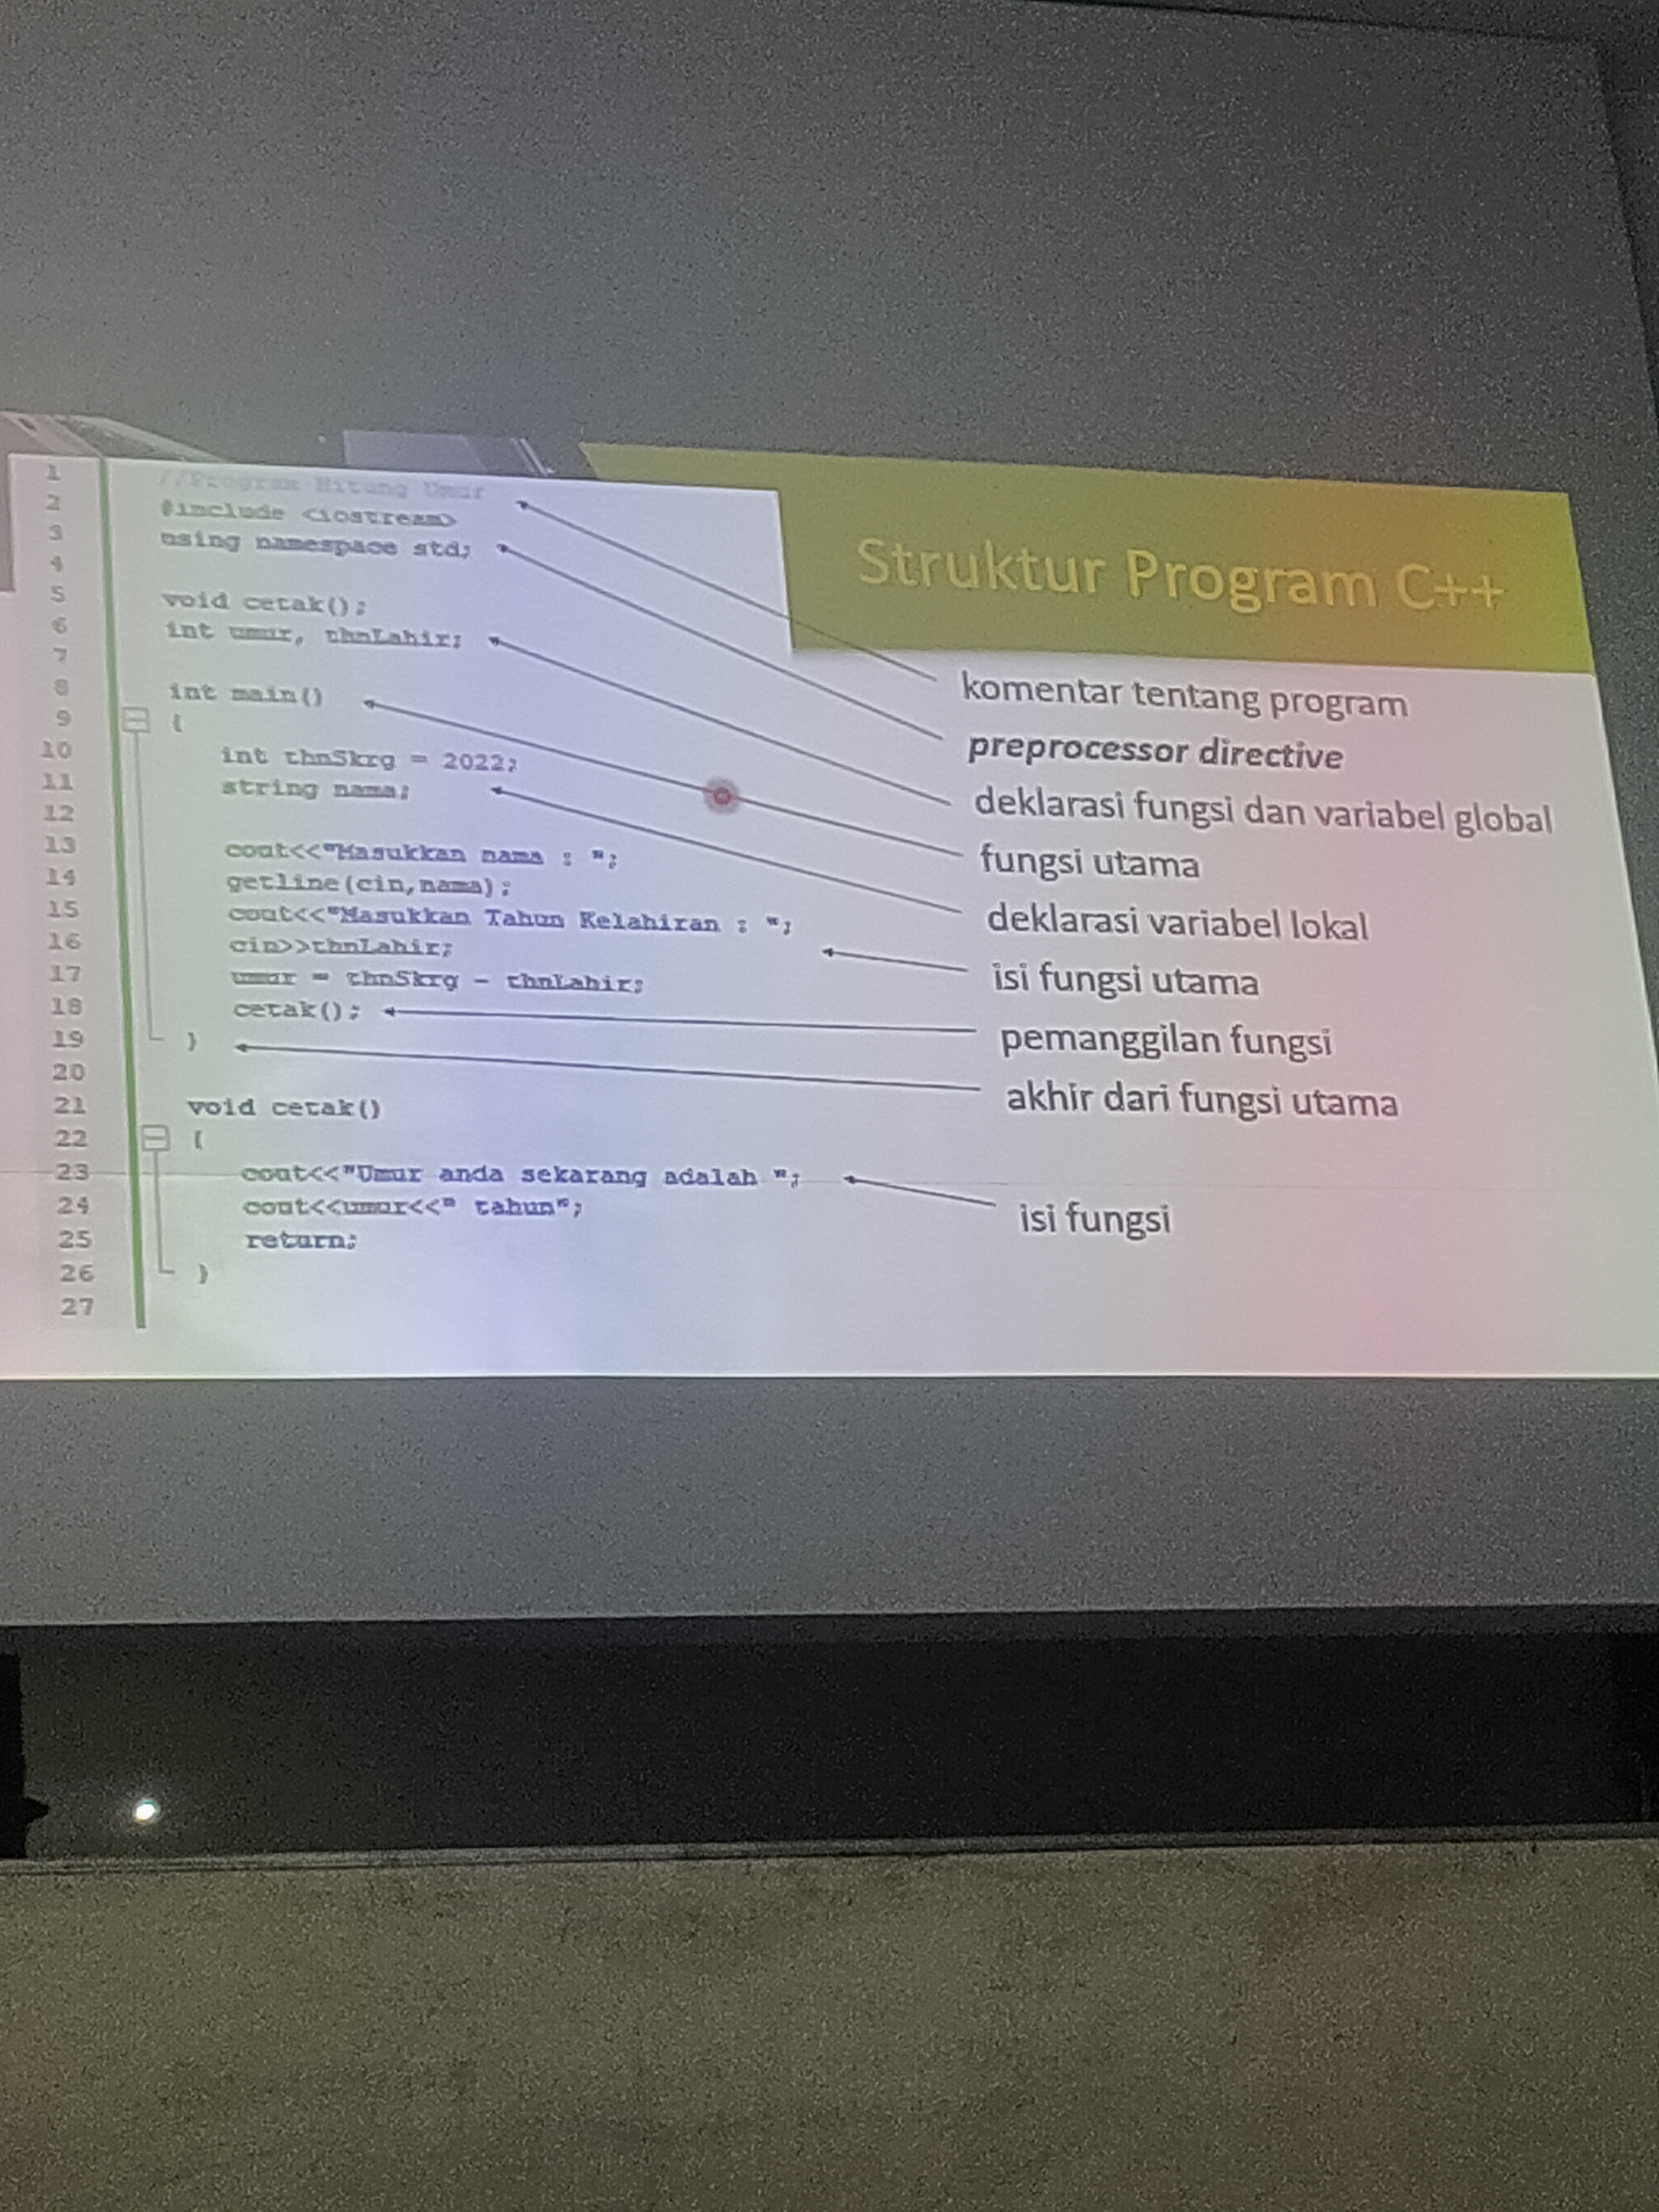 Struktur Program C++
1 //Program Hitung Umur
2 #include <iostream>
3 using namespace std;
4
5 void cetak();
6 int umur, thnLahir;
7
8 int main()
9 {
10 int thnSkrg = 2022;
11 string nama;
12
13 cout<<"Masukkan nama : ";
14 getline(cin,nama);
15 cout<<"Masukkan Tahun Kelahiran : ";
16 cin>>thnLahir;
17 umur = thnSkrg - thnLahir;
18 cetak();
19 }
20
21 void cetak()
22 {
23 cout<<"Umur anda sekarang adalah ";
24 cout<<umur<<" tahun";
25 return;
26 }
27
komentar tentang program
preprocessor directive
deklarasi fungsi dan variabel global
fungsi utama
deklarasi variabel lokal
isi fungsi utama
pemanggilan fungsi
akhir dari fungsi utama
isi fungsi